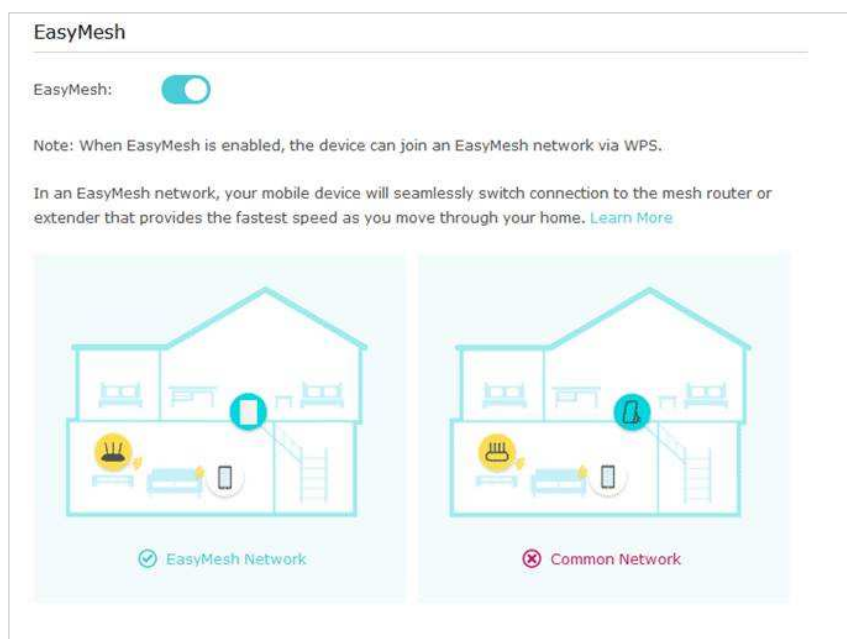 EasyMesh
EasyMesh:
Note: When EasyMesh is enabled, the device can join an EasyMesh network via WPS.
In an EasyMesh network, your mobile device will seamlessly switch connection to the mesh router or
extender that provides the fastest speed as you move through your home. Learn More
EasyMesh Network
Common Network